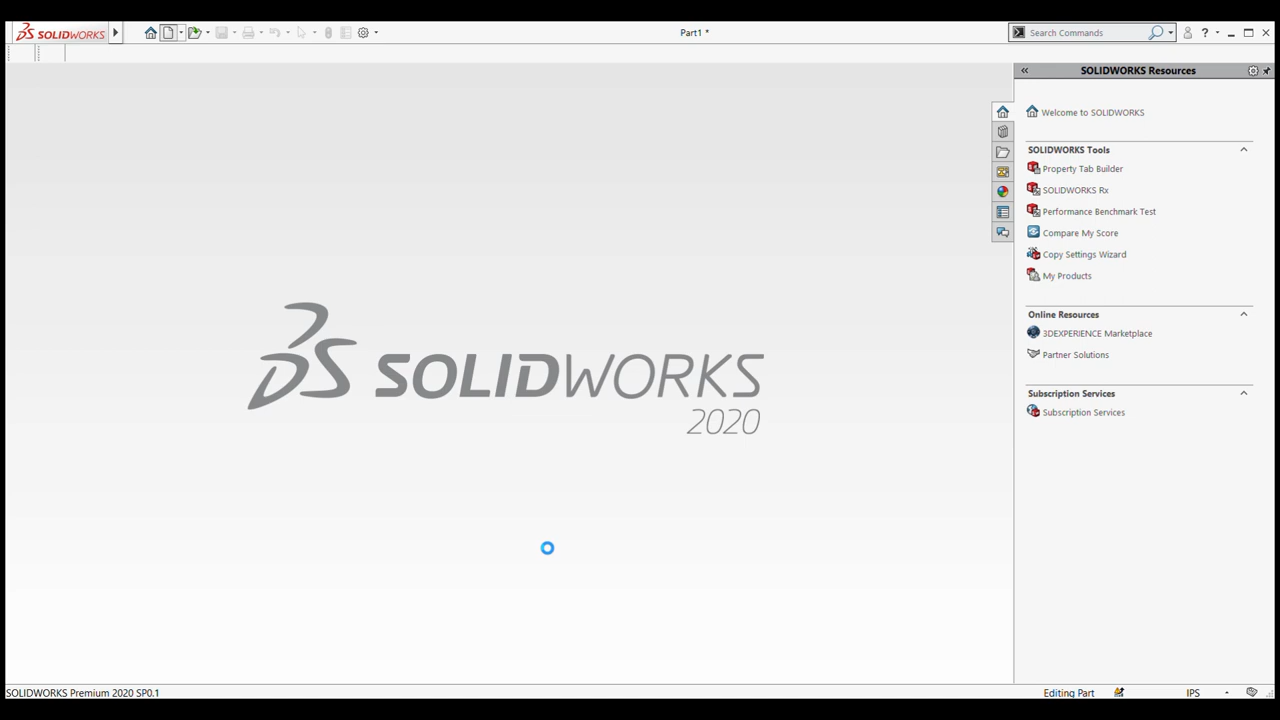 SOLIDWORKS
Part1 *
Search Commands
?
SOLIDWORKS Resources
Welcome to SOLIDWORKS
SOLIDWORKS Tools
Property Tab Builder
SOLIDWORKS Rx
Performance Benchmark Test
Compare My Score
Copy Settings Wizard
My Products
Online Resources
3DEXPERIENCE Marketplace
Partner Solutions
Subscription Services
Subscription Services
SOLIDWORKS
2020
SOLIDWORKS Premium 2020 SP0.1
Editing Part
IPS